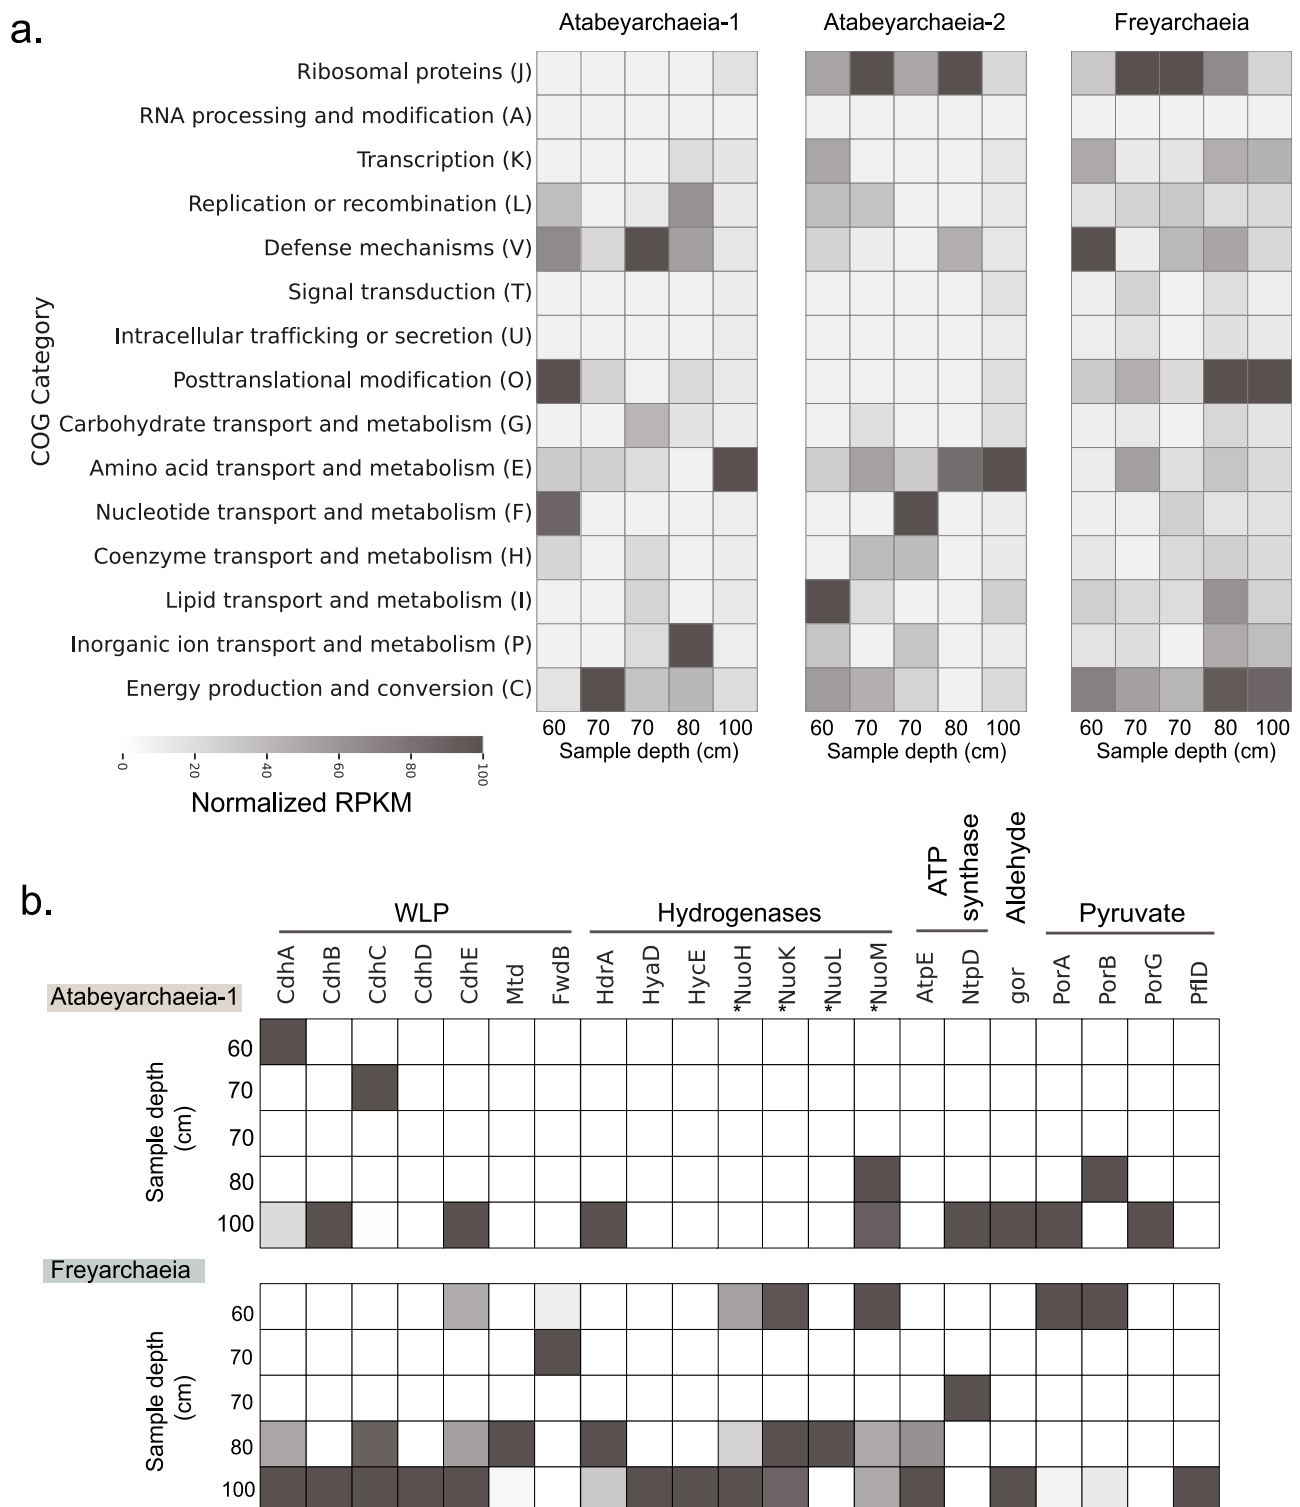 a.
Atabeyarchaeia-1 Atabeyarchaeia-2 Freyarchaeia
COG Category
Ribosomal proteins (J)
RNA processing and modification (A)
Transcription (K)
Replication or recombination (L)
Defense mechanisms (V)
Signal transduction (T)
Intracellular trafficking or secretion (U)
Posttranslational modification (O)
Carbohydrate transport and metabolism (G)
Amino acid transport and metabolism (E)
Nucleotide transport and metabolism (F)
Coenzyme transport and metabolism (H)
Lipid transport and metabolism (I)
Inorganic ion transport and metabolism (P)
Energy production and conversion (C)
60 70 70 80 100 60 70 70 80 100 60 70 70 80 100
Sample depth (cm) Sample depth (cm) Sample depth (cm)
0 20 40 60 80 100
Normalized RPKM
b.
WLP Hydrogenases ATP synthase Aldehyde Pyruvate
CdhA CdhB CdhC CdhD CdhE Mtd FwdB HdrA HyaD HycE *NuoH *NuoK *NuoL *NuoM AtpE NtpD gor PorA PorB PorG PflD
Atabeyarchaeia-1
Sample depth
(cm)
60
70
70
80
100
Freyarchaeia
Sample depth
(cm)
60
70
70
80
100